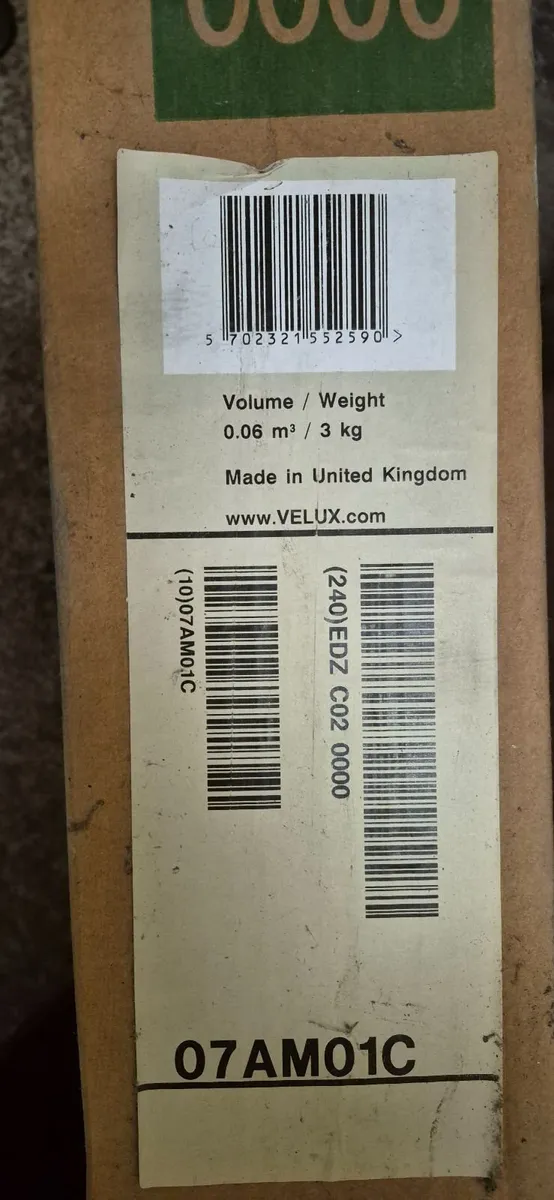 0000
5 702321 552590 >
Volume / Weight
0.06 m³ / 3 kg
Made in United Kingdom
www.VELUX.com
(10)07AM01C
(240)EDZ C02 0000
07AM01C